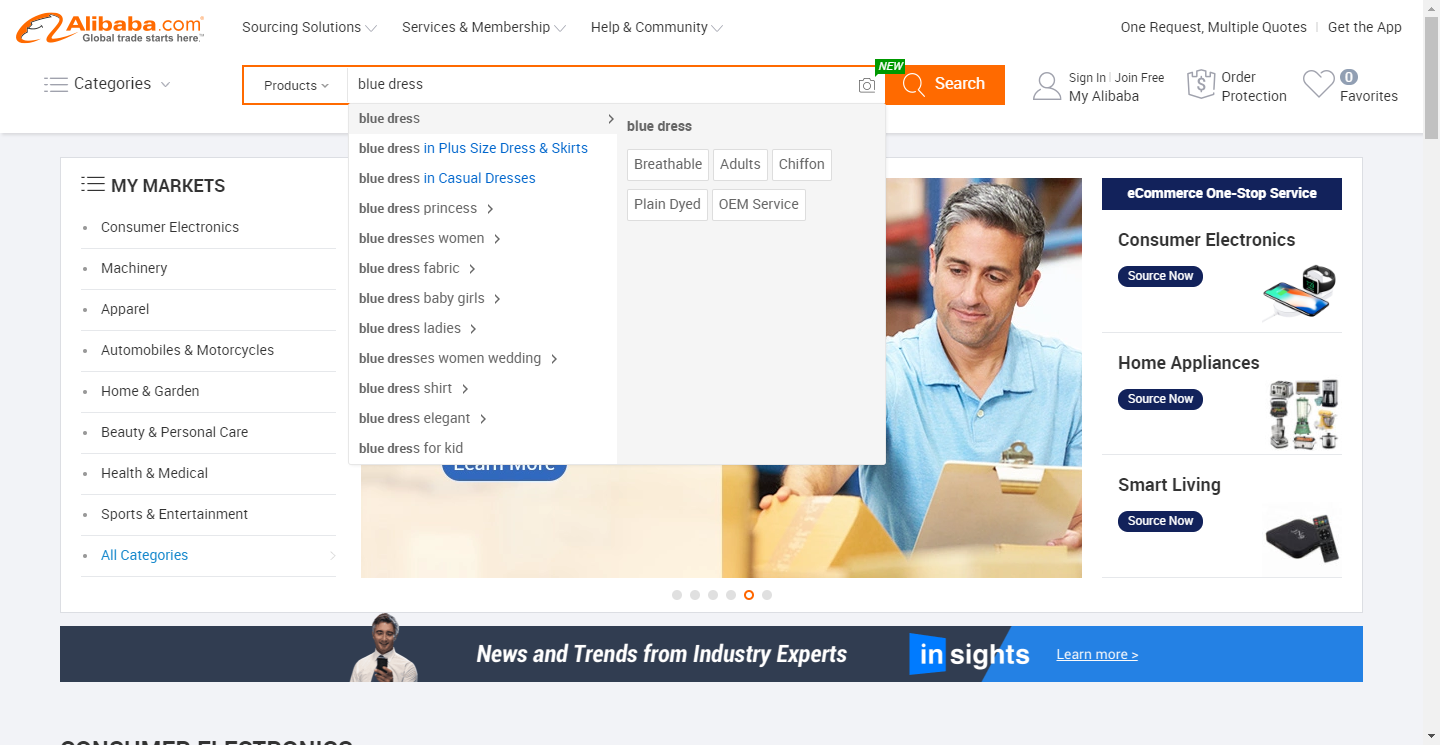 Alibaba.com
Global trade starts here.™
Sourcing Solutions
Services & Membership
Help & Community
One Request, Multiple Quotes
Get the App
Categories
Products
blue dress
NEW
Search
Sign In
Join Free
My Alibaba
Order
Protection
0
Favorites
blue dress
blue dress in Plus Size Dress & Skirts
blue dress in Casual Dresses
blue dress princess
blue dresses women
blue dress fabric
blue dress baby girls
blue dress ladies
blue dresses women wedding
blue dress shirt
blue dress elegant
blue dress for kid
blue dress
Breathable
Adults
Chiffon
Plain Dyed
OEM Service
MY MARKETS
Consumer Electronics
Machinery
Apparel
Automobiles & Motorcycles
Home & Garden
Beauty & Personal Care
Health & Medical
Sports & Entertainment
All Categories
Learn More
eCommerce One-Stop Service
Consumer Electronics
Source Now
Home Appliances
Source Now
Smart Living
Source Now
News and Trends from Industry Experts
in sights
Learn more >
CONSUMER ELECTRONICS